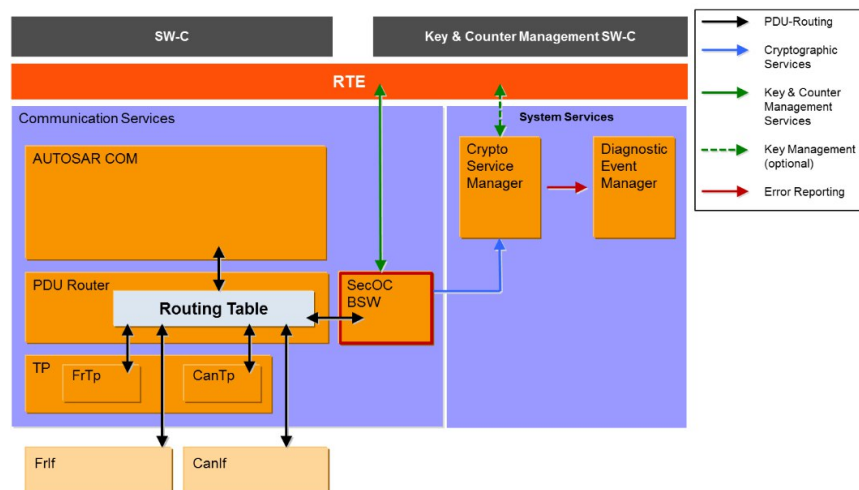 SW-C
Key & Counter Management SW-C
RTE
Communication Services
System Services
AUTOSAR COM
Crypto
Service
Manager
Diagnostic
Event
Manager
PDU Router
Routing Table
SecOC
BSW
TP
FrTp
CanTp
FrIf
CanIf
PDU-Routing
Cryptographic
Services
Key & Counter
Management
Services
Key Management
(optional)
Error Reporting